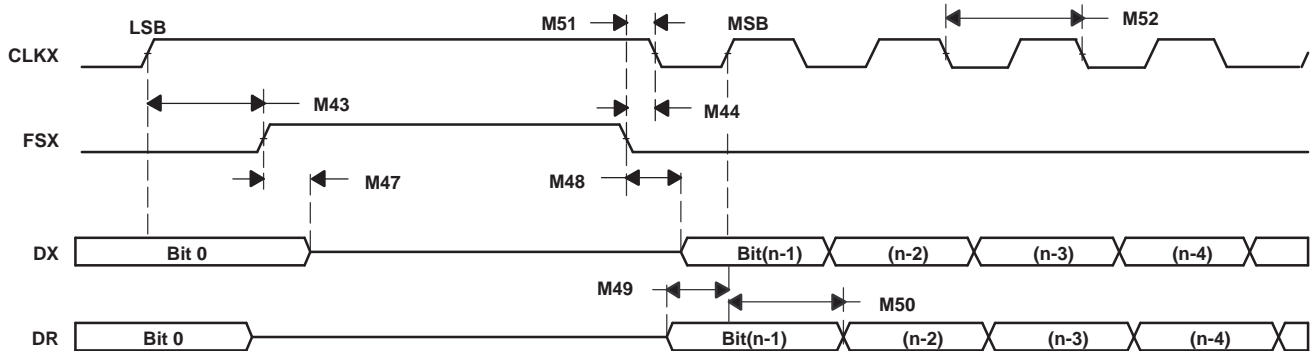 LSB
M51
MSB
M52
CLKX
M43
M44
FSX
M47
M48
DX
Bit 0
Bit(n-1)
(n-2)
(n-3)
(n-4)
M49
M50
DR
Bit 0
Bit(n-1)
(n-2)
(n-3)
(n-4)